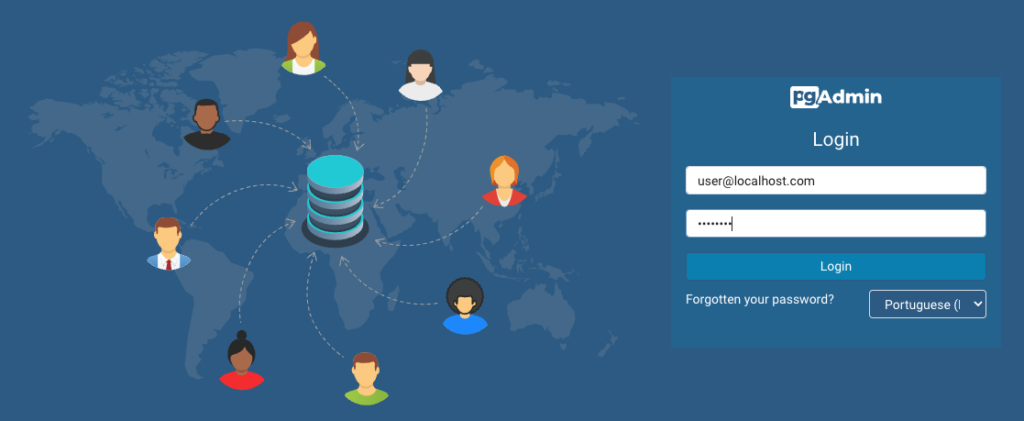 pgAdmin
Login
user@localhost.com
••••••••
Login
Forgotten your password?
Portuguese (